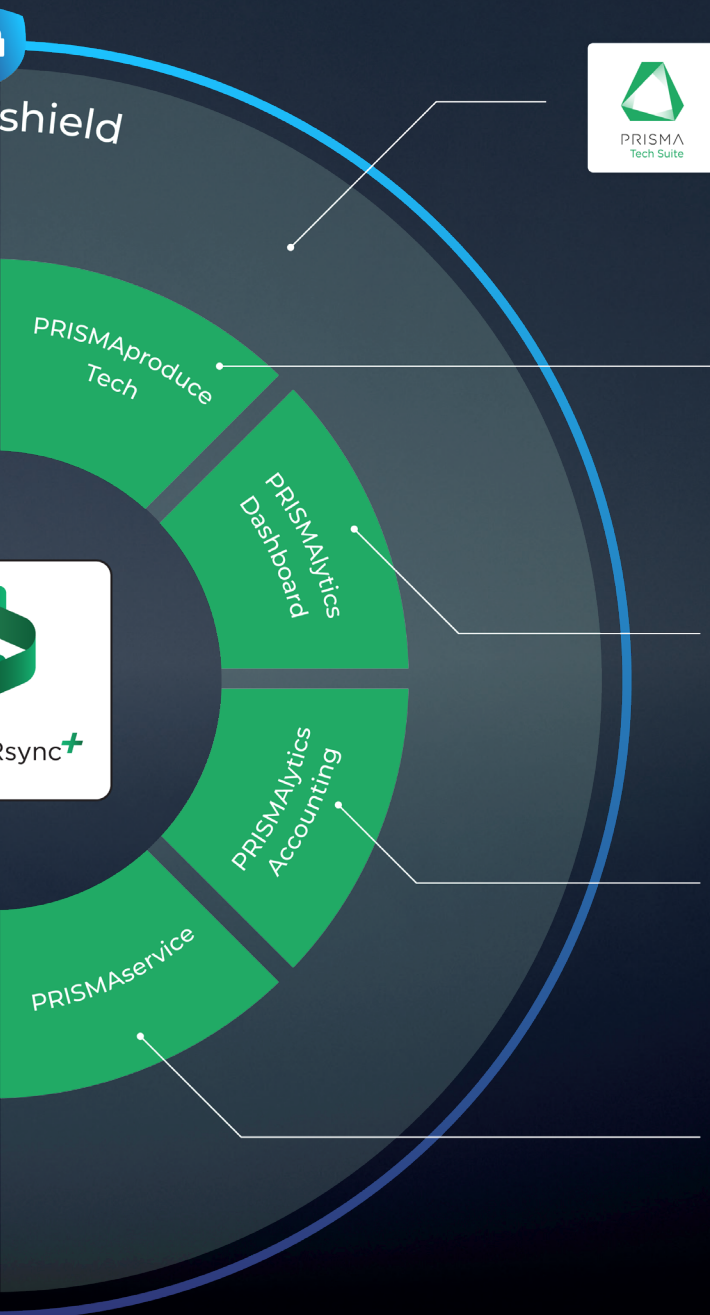 shield
PRISMA
Tech Suite
PRISMAproduce
Tech
PRISMAlytics
Dashboard
Rsync+
PRISMAlytics
Accounting
PRISMAservice